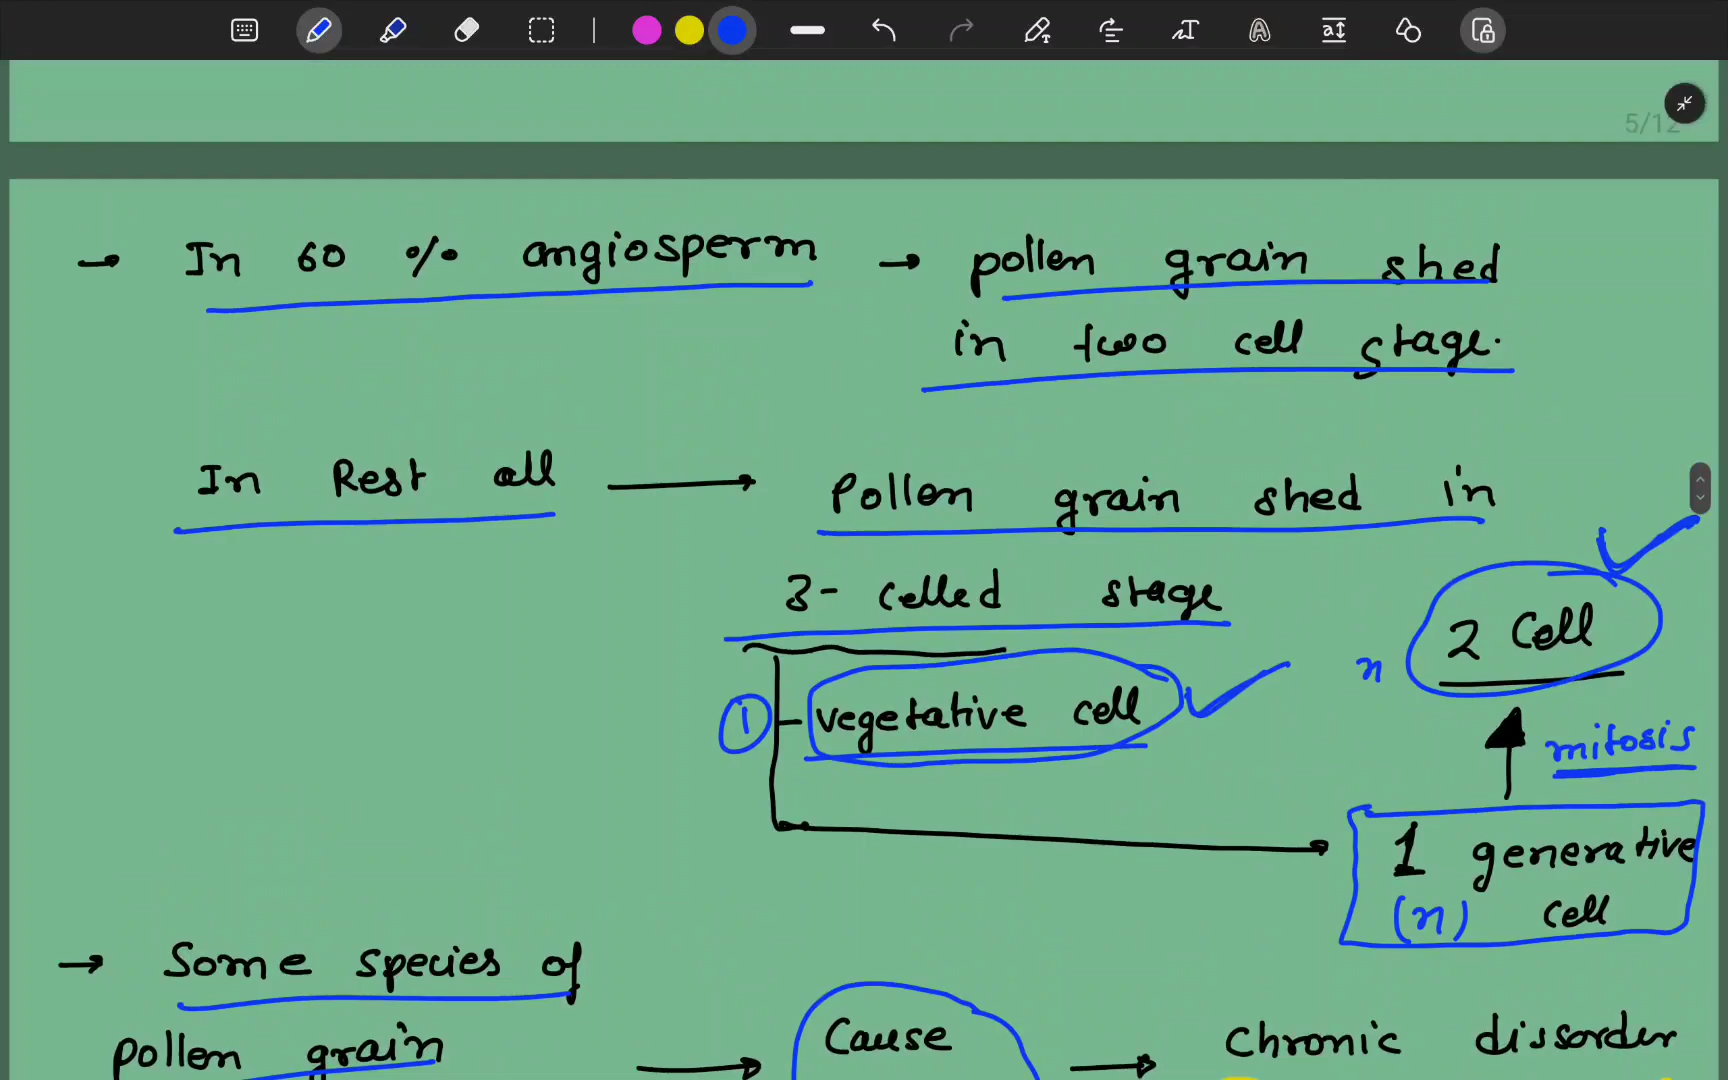 5/12
→ In 60 % angiosperm → pollen grain shed
in two cell stage.
In Rest all → Pollen grain shed in
3- celled stage
n 2 cell
① vegetative cell
mitosis
1 generative
(n) cell
→ Some species of
pollen grain → Cause → Chronic disorder